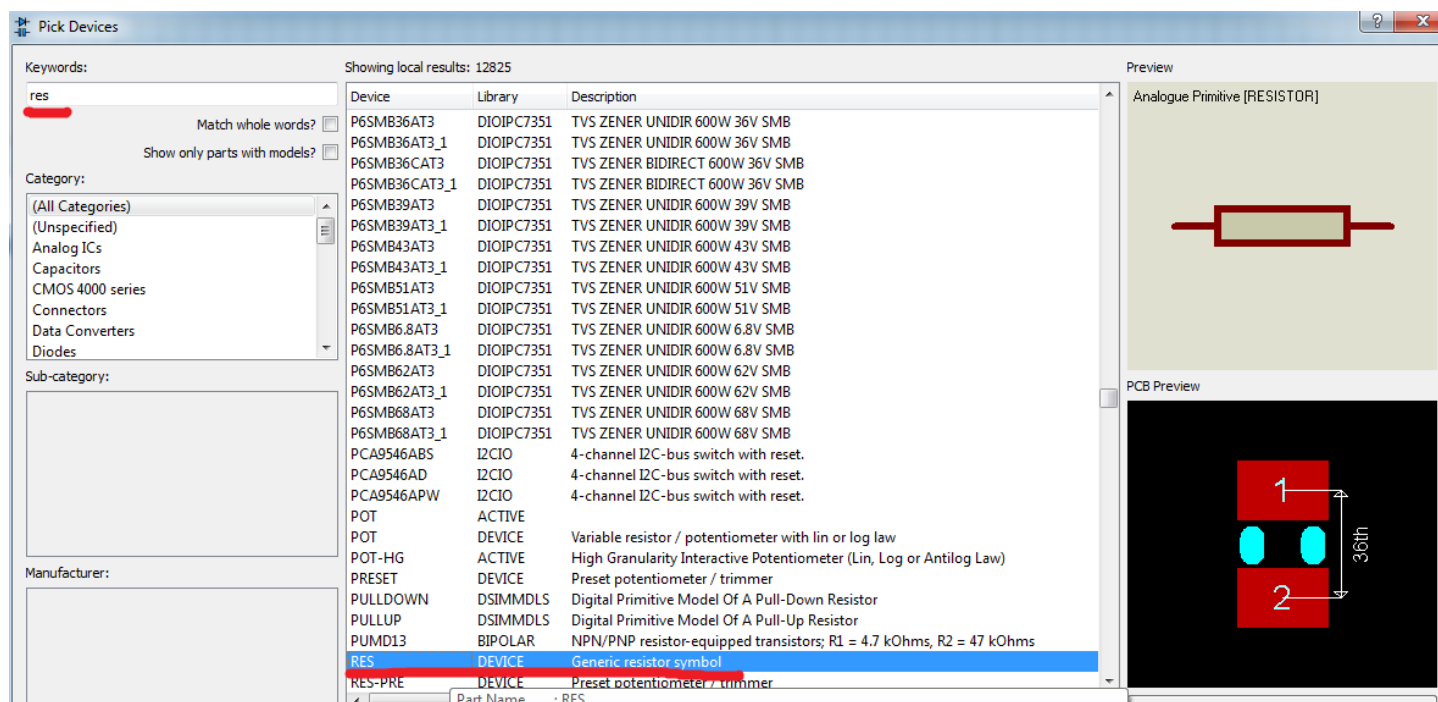 Pick Devices
Keywords:
res
Match whole words?
Show only parts with models?
Category:
(All Categories)
(Unspecified)
Analog ICs
Capacitors
CMOS 4000 series
Connectors
Data Converters
Diodes
Sub-category:
Manufacturer:
Showing local results: 12825
Device Library Description
P6SMB36AT3 DIOIPC7351 TVS ZENER UNIDIR 600W 36V SMB
P6SMB36AT3_1 DIOIPC7351 TVS ZENER UNIDIR 600W 36V SMB
P6SMB36CAT3 DIOIPC7351 TVS ZENER BIDIRECT 600W 36V SMB
P6SMB36CAT3_1 DIOIPC7351 TVS ZENER BIDIRECT 600W 36V SMB
P6SMB39AT3 DIOIPC7351 TVS ZENER UNIDIR 600W 39V SMB
P6SMB39AT3_1 DIOIPC7351 TVS ZENER UNIDIR 600W 39V SMB
P6SMB43AT3 DIOIPC7351 TVS ZENER UNIDIR 600W 43V SMB
P6SMB43AT3_1 DIOIPC7351 TVS ZENER UNIDIR 600W 43V SMB
P6SMB51AT3 DIOIPC7351 TVS ZENER UNIDIR 600W 51V SMB
P6SMB51AT3_1 DIOIPC7351 TVS ZENER UNIDIR 600W 51V SMB
P6SMB6.8AT3 DIOIPC7351 TVS ZENER UNIDIR 600W 6.8V SMB
P6SMB6.8AT3_1 DIOIPC7351 TVS ZENER UNIDIR 600W 6.8V SMB
P6SMB62AT3 DIOIPC7351 TVS ZENER UNIDIR 600W 62V SMB
P6SMB62AT3_1 DIOIPC7351 TVS ZENER UNIDIR 600W 62V SMB
P6SMB68AT3 DIOIPC7351 TVS ZENER UNIDIR 600W 68V SMB
P6SMB68AT3_1 DIOIPC7351 TVS ZENER UNIDIR 600W 68V SMB
PCA9546ABS I2CIO 4-channel I2C-bus switch with reset.
PCA9546AD I2CIO 4-channel I2C-bus switch with reset.
PCA9546APW I2CIO 4-channel I2C-bus switch with reset.
POT ACTIVE
POT DEVICE Variable resistor / potentiometer with lin or log law
POT-HG ACTIVE High Granularity Interactive Potentiometer (Lin, Log or Antilog Law)
PRESET DEVICE Preset potentiometer / trimmer
PULLDOWN DSIMMDLS Digital Primitive Model Of A Pull-Down Resistor
PULLUP DSIMMDLS Digital Primitive Model Of A Pull-Up Resistor
PUMD13 BIPOLAR NPN/PNP resistor-equipped transistors; R1 = 4.7 kOhms, R2 = 47 kOhms
RES DEVICE Generic resistor symbol
RES-PRE DEVICE Preset potentiometer / trimmer
Part Name : RES
Preview
Analogue Primitive [RESISTOR]
PCB Preview
1
36th
2